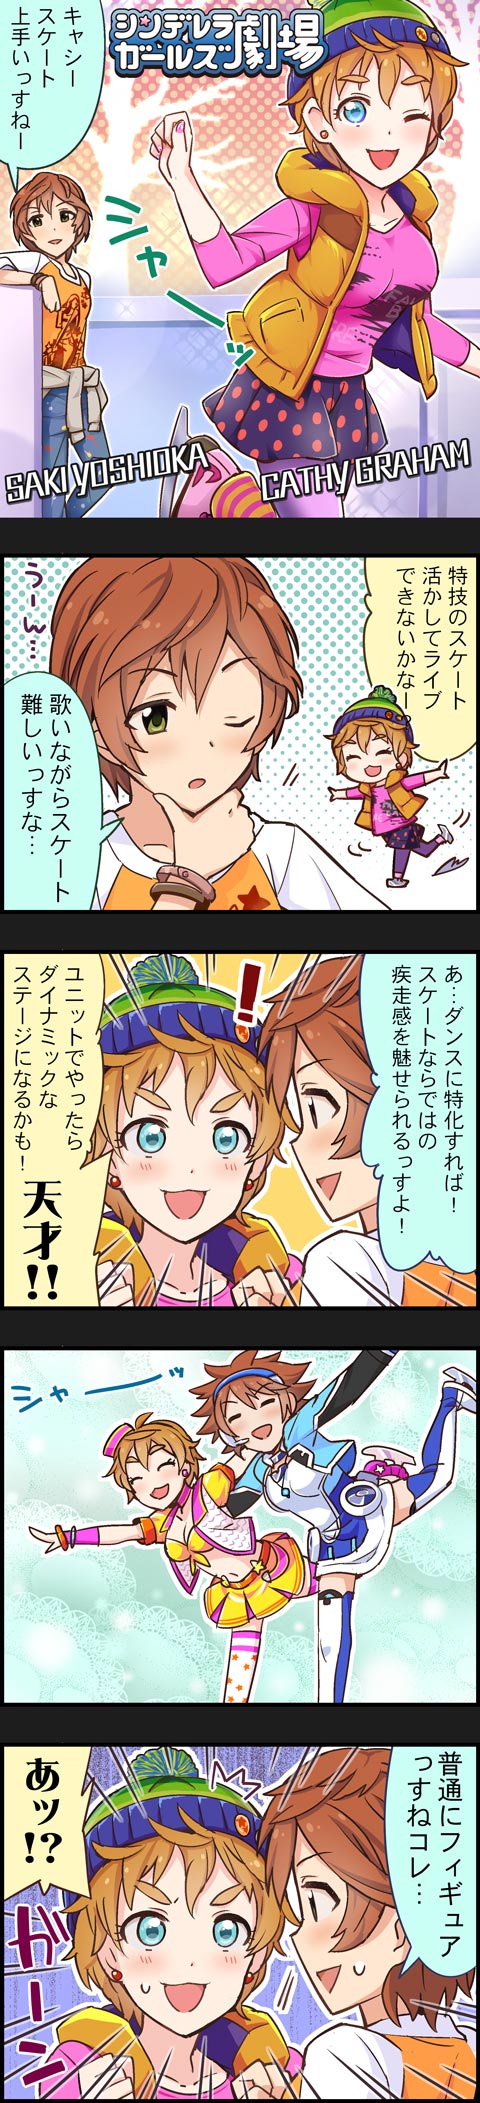 シンデレラ
ガールズ劇場
キャシー
スケート
上手いっすねー
シャーーッ
SAKI YOSHIOKA
CATHY GRAHAM
特技のスケート
活かしてライブ
できないかなー。
うーん…
歌いながらスケート
難しいっすな…
あ…ダンスに特化すれば！
スケートならではの
疾走感を魅せられるっすよ！
！
ユニットでやったら
ダイナミックな
ステージになるかも！
天才!!
シャーーッ
普通にフィギュア
っすねコレ…
あッ!?
ガーン